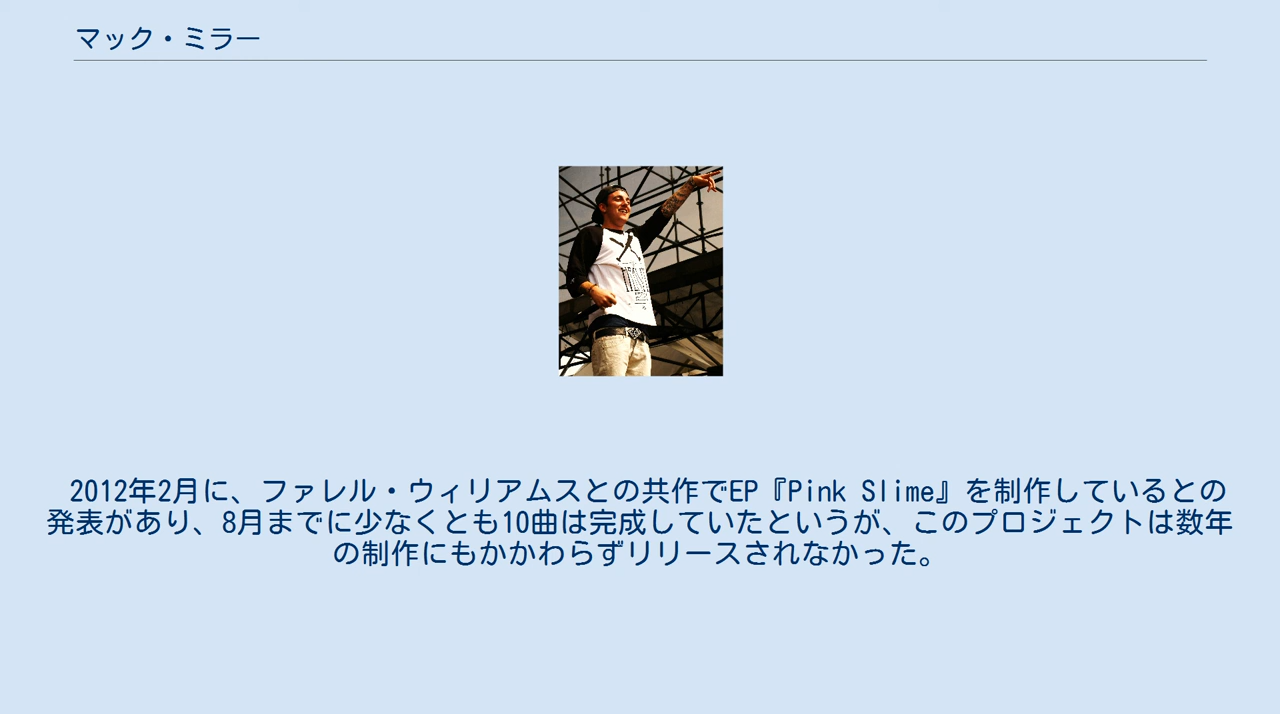 マック・ミラー
2012年2月に、ファレル・ウィリアムスとの共作でEP『Pink Slime』を制作しているとの
発表があり、8月までに少なくとも10曲は完成していたというが、このプロジェクトは数年
の制作にもかかわらずリリースされなかった。